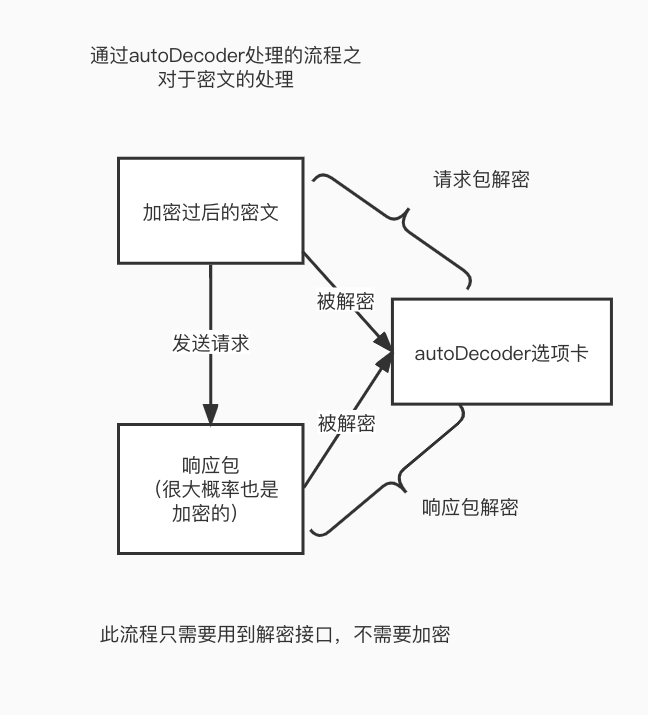 通过autoDecoder处理的流程之
对于密文的处理
请求包解密
加密过后的密文
被解密
发送请求
autoDecoder选项卡
被解密
响应包
（很大概率也是
加密的）
响应包解密
此流程只需要用到解密接口，不需要加密